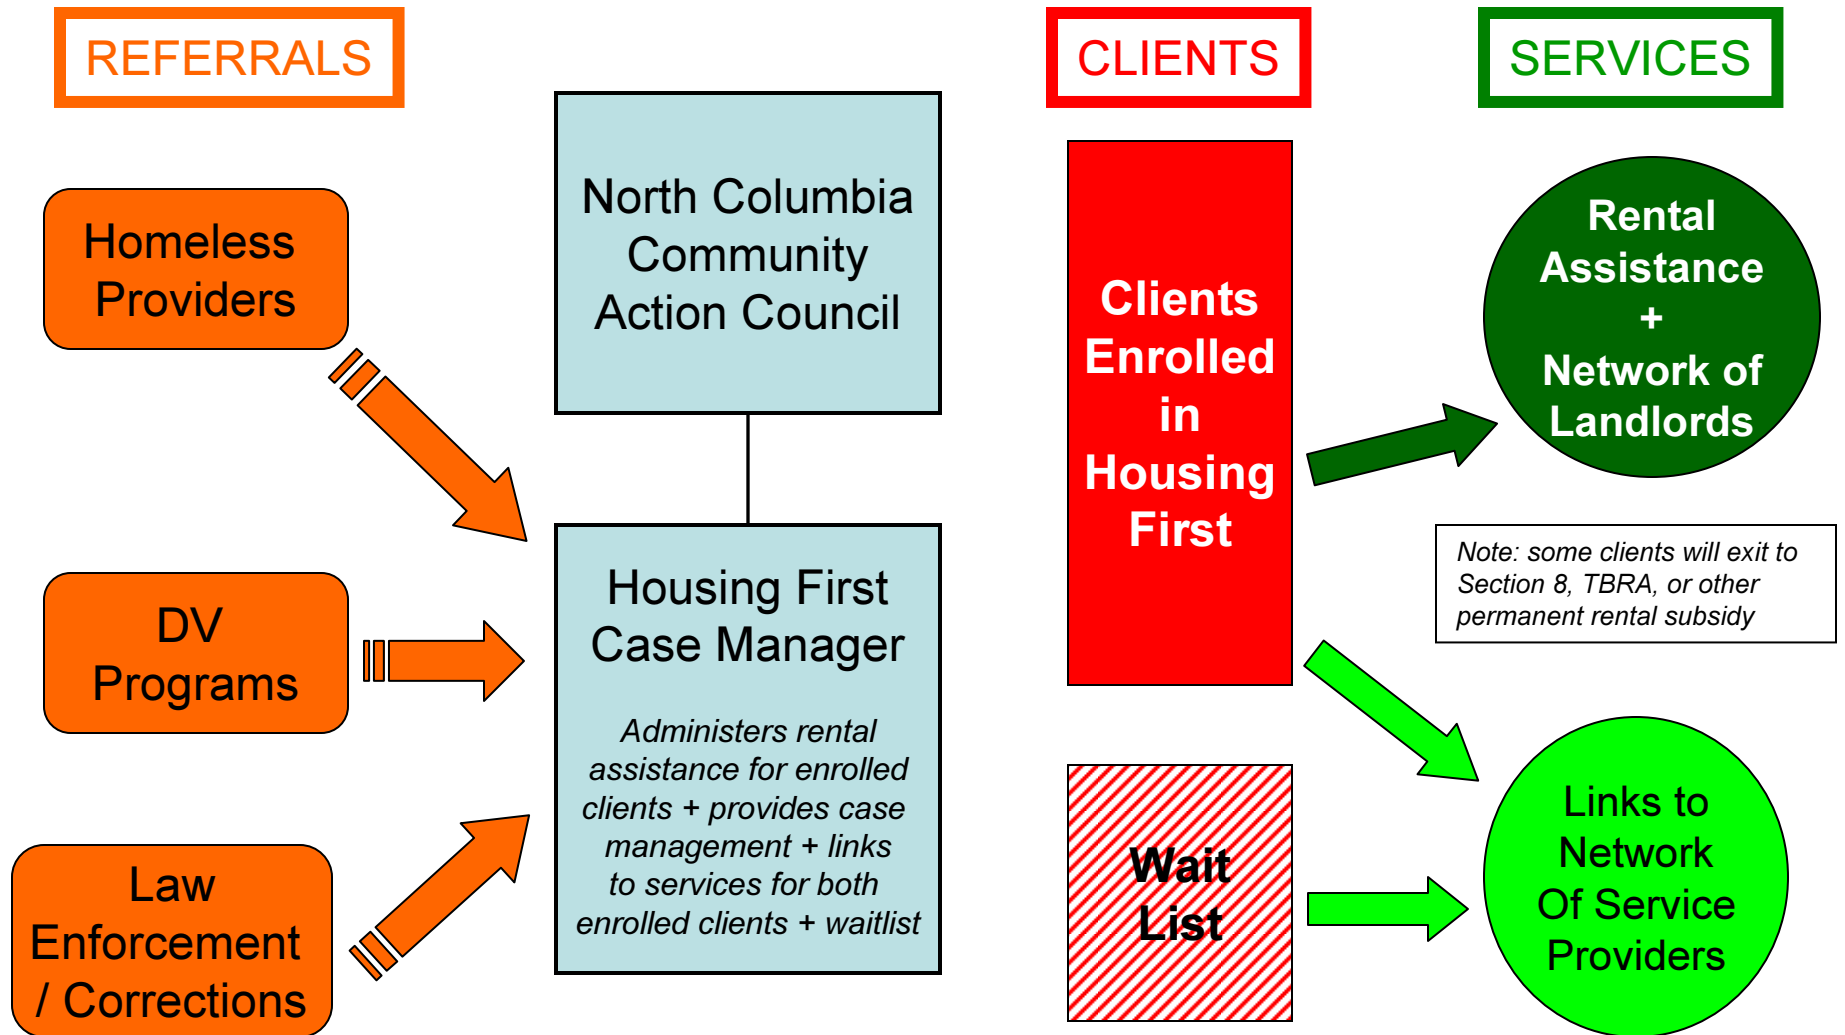 REFERRALS
CLIENTS
SERVICES
Homeless
Providers
DV
Programs
Law
Enforcement
/ Corrections
North Columbia
Community
Action Council
Housing First
Case Manager
Administers rental
assistance for enrolled
clients + provides case
management + links
to services for both
enrolled clients + waitlist
Clients
Enrolled
in
Housing
First
Wait
List
Rental
Assistance
+
Network of
Landlords
Note: some clients will exit to
Section 8, TBRA, or other
permanent rental subsidy
Links to
Network
Of Service
Providers